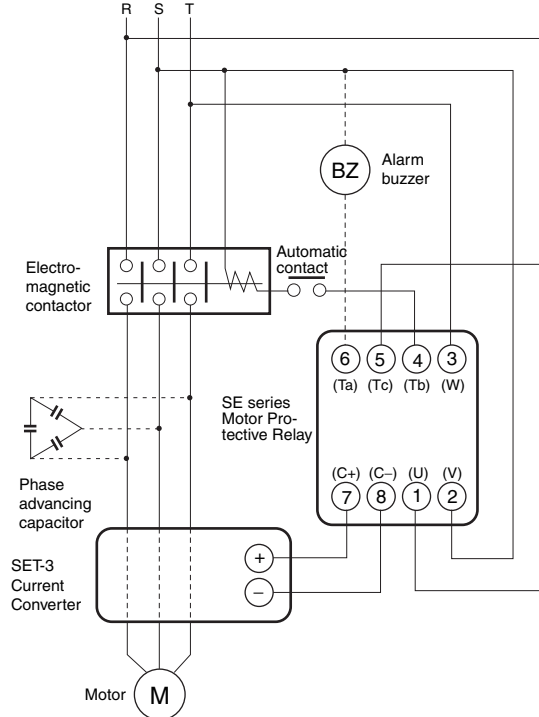 R S T
BZ
Alarm
buzzer
Automatic
contact
Electro-
magnetic
contactor
6 5 4 3
(Ta) (Tc) (Tb) (W)
SE series
Motor Pro-
tective Relay
(C+) (C−) (U) (V)
7 8 1 2
Phase
advancing
capacitor
SET-3
Current
Converter
+
−
Motor
M